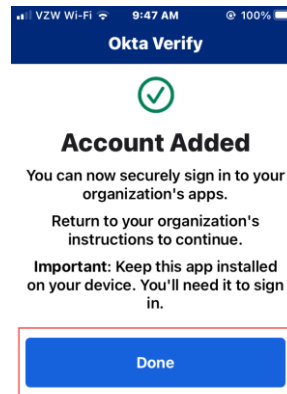 VZW Wi-Fi 9:47 AM 100%
Okta Verify
Account Added
You can now securely sign in to your
organization's apps.
Return to your organization's
instructions to continue.
Important: Keep this app installed
on your device. You'll need it to sign
in.
Done